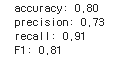 accuracy: 0,80
precision: 0,73
recall: 0,91
F1: 0,81